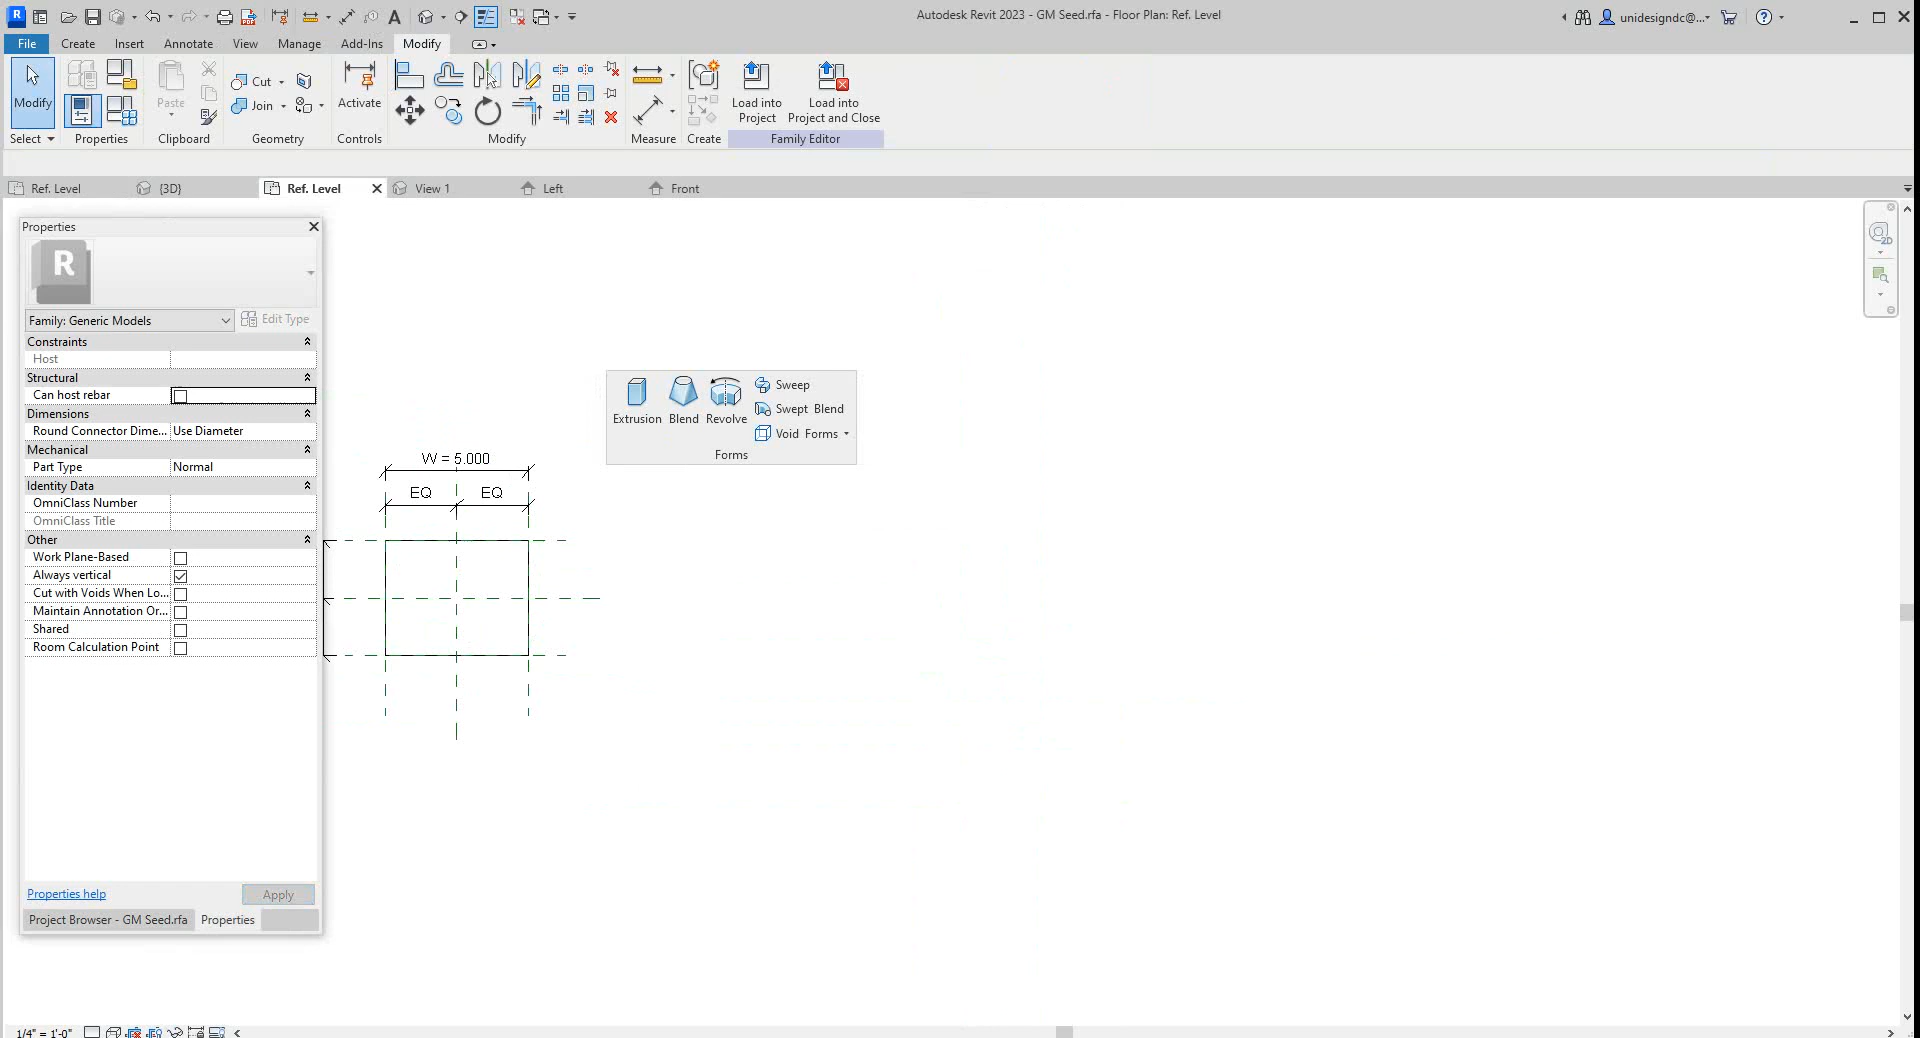 Autodesk Revit 2023 - GM Seed.rfa - Floor Plan: Ref. Level
unidesigndc@...
File Create Insert Annotate View Manage Add-Ins Modify
Modify
Paste
Cut
Join
Activate
Load into Project
Load into Project and Close
Select Properties Clipboard Geometry Controls Modify Measure Create Family Editor
Ref. Level {3D} Ref. Level View 1 Left Front
Properties
R
Family: Generic Models Edit Type
Constraints
Host
Structural
Can host rebar
Dimensions
Round Connector Dime... Use Diameter
Mechanical
Part Type Normal
Identity Data
OmniClass Number
OmniClass Title
Other
Work Plane-Based
Always vertical
Cut with Voids When Lo...
Maintain Annotation Or...
Shared
Room Calculation Point
Properties help Apply
Project Browser - GM Seed.rfa Properties
Extrusion Blend Revolve
Sweep
Swept Blend
Void Forms
Forms
W = 5.000
EQ EQ
2D
1/4" = 1'-0"